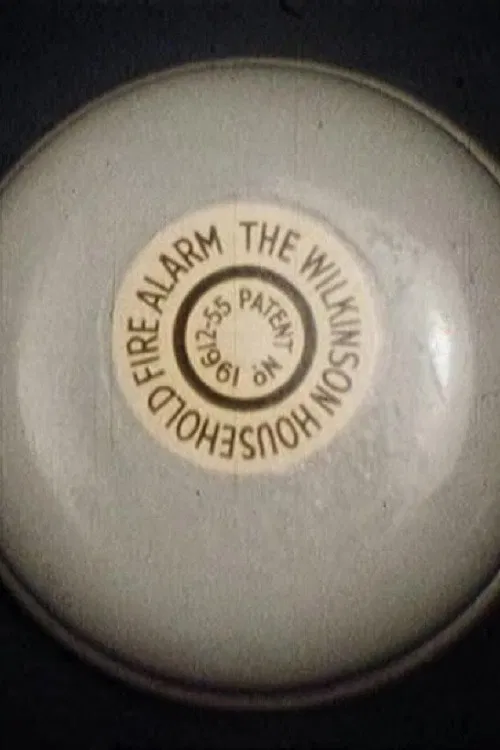 THE WILKINSON HOUSEHOLD FIRE ALARM
PATENT No 19612-55